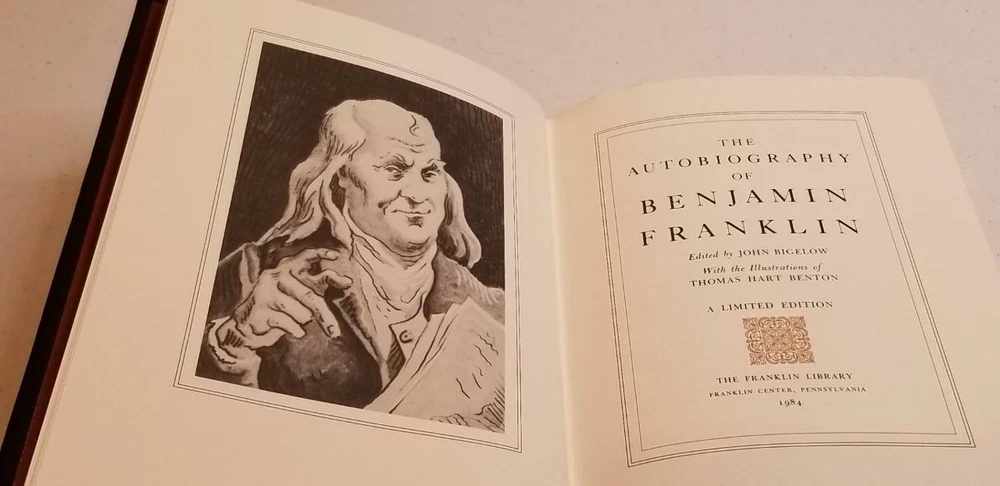 THE
AUTOBIOGRAPHY
OF
BENJAMIN
FRANKLIN
Edited by JOHN BIGELOW
With the Illustrations of
THOMAS HART BENTON
A LIMITED EDITION
THE FRANKLIN LIBRARY
FRANKLIN CENTER, PENNSYLVANIA
1984